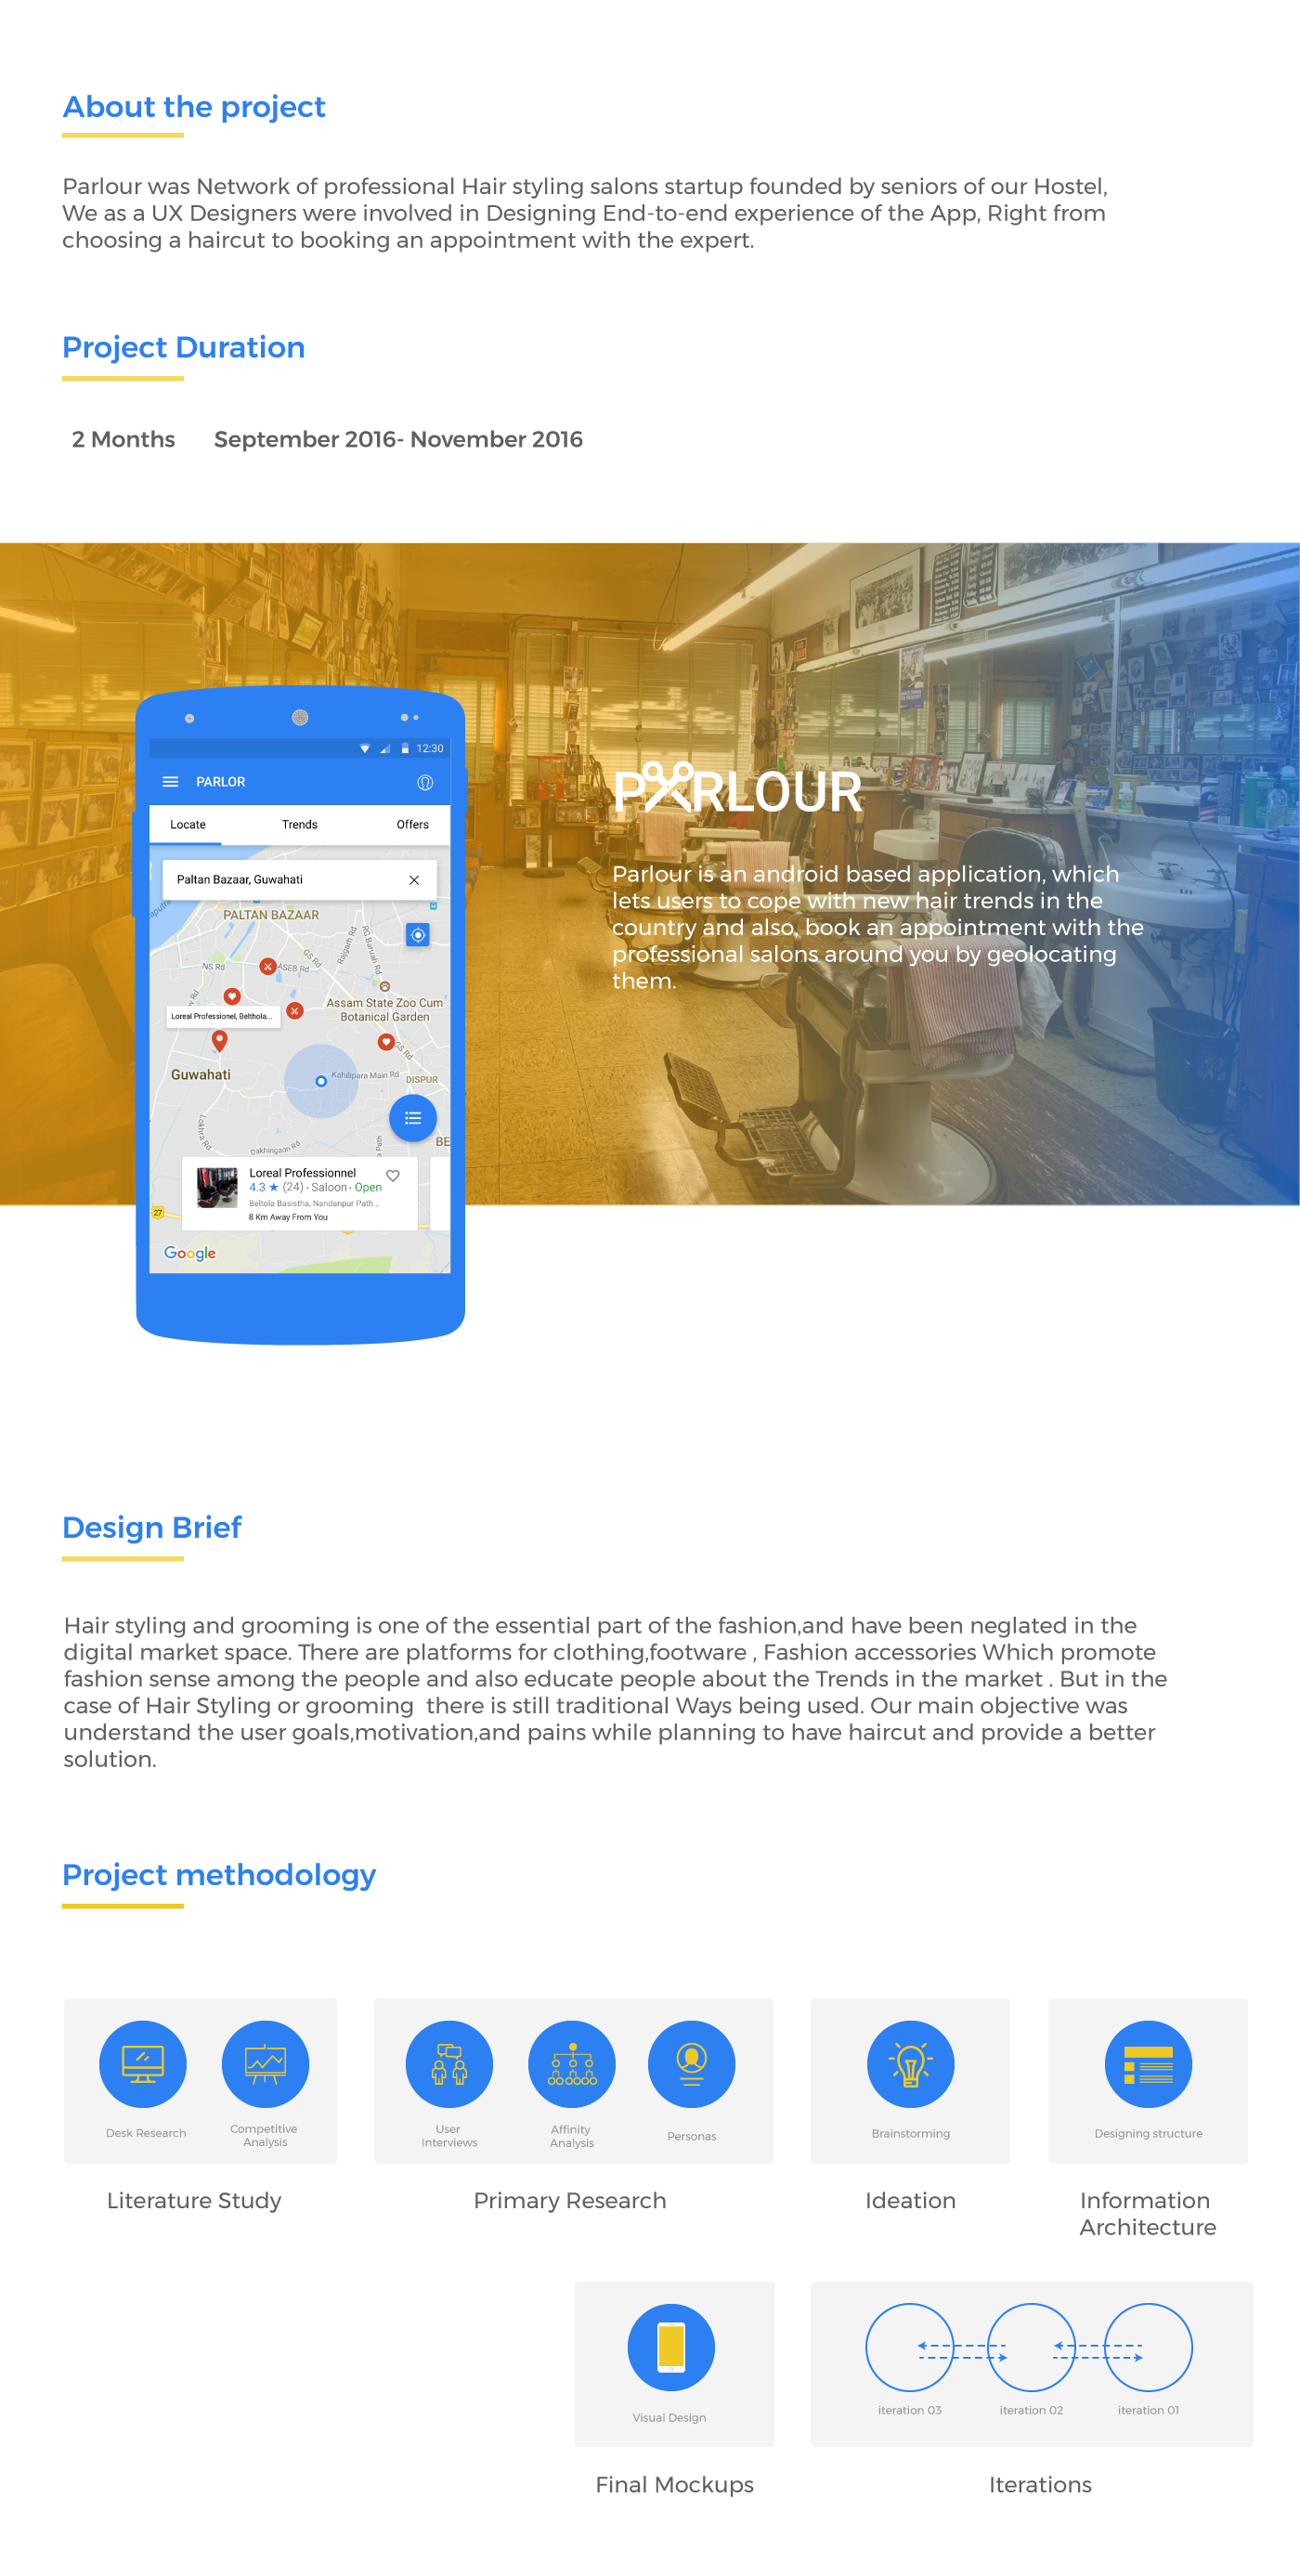 About the project
Parlour was Network of professional Hair styling salons startup founded by seniors of our Hostel,
We as a UX Designers were involved in Designing End-to-end experience of the App, Right from
choosing a haircut to booking an appointment with the expert.
Project Duration
2 Months September 2016- November 2016
12:30
PARLOR
Locate Trends Offers
Paltan Bazaar, Guwahati
PALTAN BAZAAR
Rajgarh Rd
RG Baruah Rd
GS Rd
NS Rd
ASEB Rd
Assam State Zoo Cum
Botanical Garden
Loreal Professionel, Belthola...
GS Rd
Guwahati
Kahilipara Main Rd
DISPUR
Lokhra Rd
Dakhingaon Rd
Path
BE
Loreal Professionnel
4.3 ★ (24) · Saloon · Open
Beltola Basistha, Nandanpur Path...
8 Km Away From You
27
Google
PARLOUR
Parlour is an android based application, which
lets users to cope with new hair trends in the
country and also, book an appointment with the
professional salons around you by geolocating
them.
Design Brief
Hair styling and grooming is one of the essential part of the fashion,and have been neglated in the
digital market space. There are platforms for clothing,footware , Fashion accessories Which promote
fashion sense among the people and also educate people about the Trends in the market . But in the
case of Hair Styling or grooming  there is still traditional Ways being used. Our main objective was
understand the user goals,motivation,and pains while planning to have haircut and provide a better
solution.
Project methodology
Desk Research
Competitive
Analysis
Literature Study
User
Interviews
Affinity
Analysis
Personas
Primary Research
Brainstorming
Ideation
Designing structure
Information
Architecture
Visual Design
Final Mockups
iteration 03 iteration 02 iteration 01
Iterations